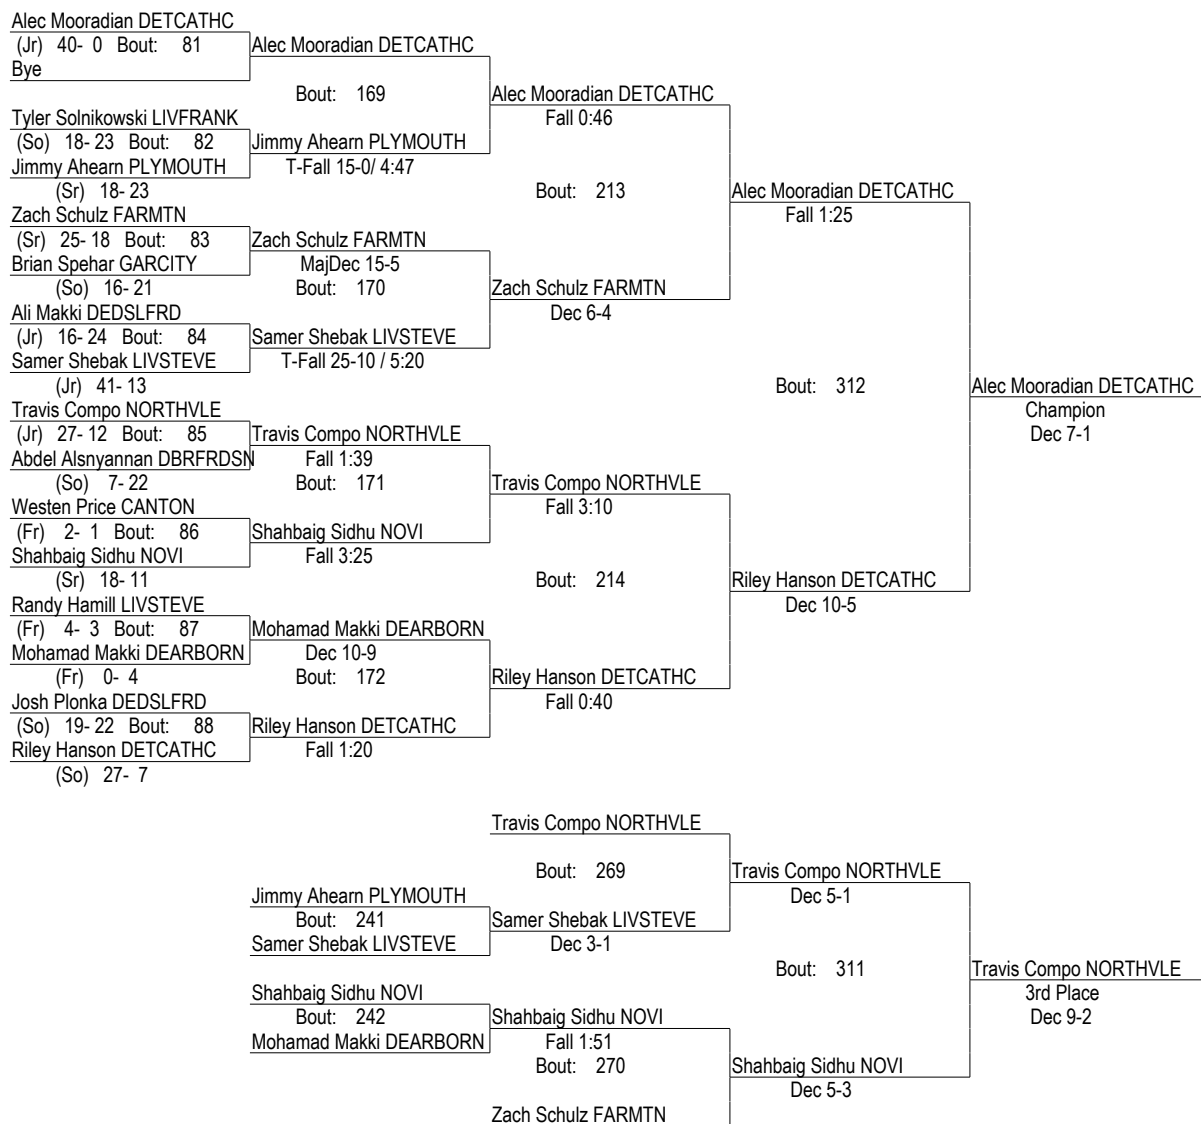 Alec Mooradian DETCATHC
(Jr) 40- 0 Bout: 81 Alec Mooradian DETCATHC
Bye
Bout: 169 Alec Mooradian DETCATHC
Tyler Solnikowski LIVFRANK Fall 0:46
(So) 18- 23 Bout: 82 Jimmy Ahearn PLYMOUTH
Jimmy Ahearn PLYMOUTH T-Fall 15-0/ 4:47
(Sr) 18- 23 Bout: 213 Alec Mooradian DETCATHC
Zach Schulz FARMTN Fall 1:25
(Sr) 25- 18 Bout: 83 Zach Schulz FARMTN
Brian Spehar GARCITY MajDec 15-5
(So) 16- 21 Bout: 170 Zach Schulz FARMTN
Ali Makki DEDSLFRD Dec 6-4
(Jr) 16- 24 Bout: 84 Samer Shebak LIVSTEVE
Samer Shebak LIVSTEVE T-Fall 25-10 / 5:20
(Jr) 41- 13 Bout: 312 Alec Mooradian DETCATHC
Travis Compo NORTHVLE Champion
(Jr) 27- 12 Bout: 85 Travis Compo NORTHVLE Dec 7-1
Abdel Alsnyannan DBRFRDSN Fall 1:39
(So) 7- 22 Bout: 171 Travis Compo NORTHVLE
Westen Price CANTON Fall 3:10
(Fr) 2- 1 Bout: 86 Shahbaig Sidhu NOVI
Shahbaig Sidhu NOVI Fall 3:25
(Sr) 18- 11 Bout: 214 Riley Hanson DETCATHC
Randy Hamill LIVSTEVE Dec 10-5
(Fr) 4- 3 Bout: 87 Mohamad Makki DEARBORN
Mohamad Makki DEARBORN Dec 10-9
(Fr) 0- 4 Bout: 172 Riley Hanson DETCATHC
Josh Plonka DEDSLFRD Fall 0:40
(So) 19- 22 Bout: 88 Riley Hanson DETCATHC
Riley Hanson DETCATHC Fall 1:20
(So) 27- 7
Travis Compo NORTHVLE
Bout: 269 Travis Compo NORTHVLE
Jimmy Ahearn PLYMOUTH Dec 5-1
Bout: 241 Samer Shebak LIVSTEVE
Samer Shebak LIVSTEVE Dec 3-1
Bout: 311 Travis Compo NORTHVLE
Shahbaig Sidhu NOVI 3rd Place
Bout: 242 Shahbaig Sidhu NOVI Dec 9-2
Mohamad Makki DEARBORN Fall 1:51
Bout: 270 Shahbaig Sidhu NOVI
Dec 5-3
Zach Schulz FARMTN